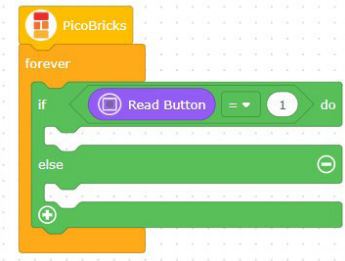 PicoBricks
forever
if Read Button = 1 do
else